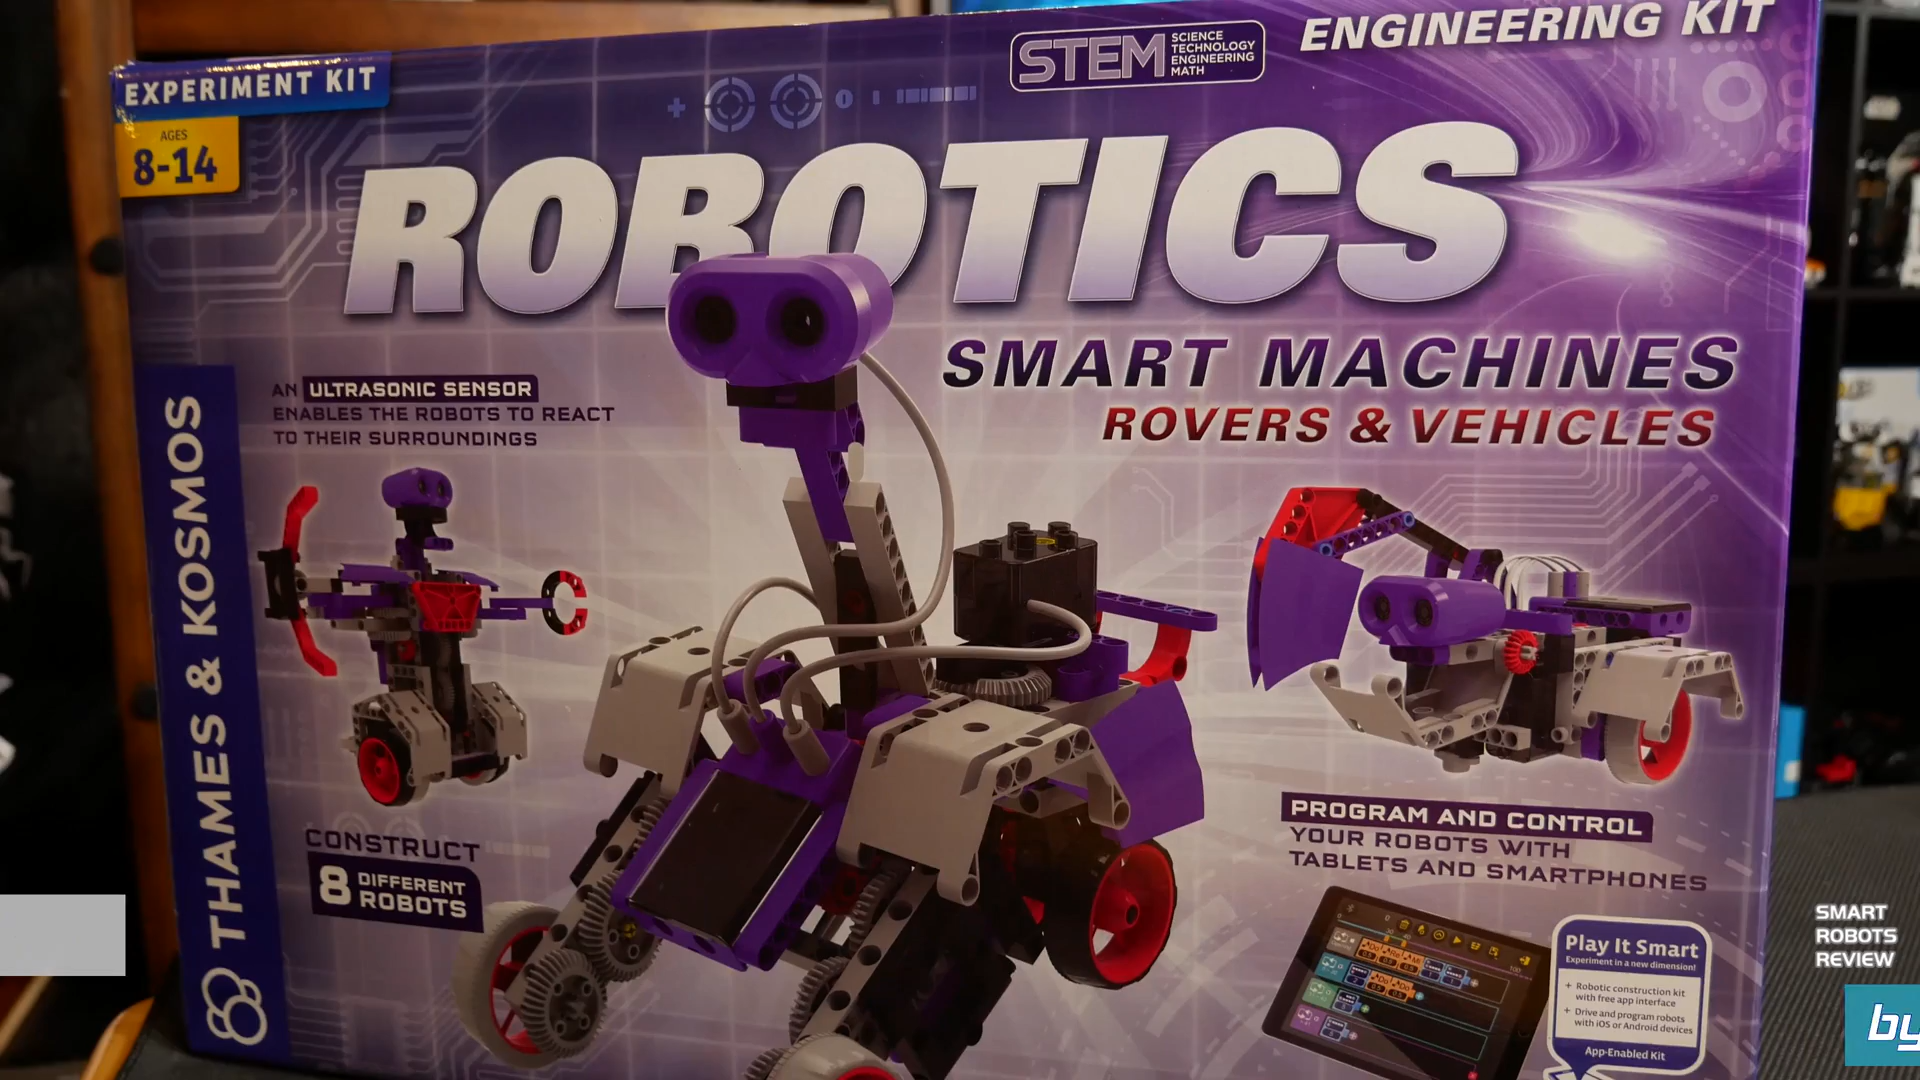 ENGINEERING KIT
STEM
SCIENCE
TECHNOLOGY
ENGINEERING
MATH
EXPERIMENT KIT
AGES
8-14
ROBOTICS
SMART MACHINES
ROVERS & VEHICLES
AN ULTRASONIC SENSOR
ENABLES THE ROBOTS TO REACT
TO THEIR SURROUNDINGS
THAMES & KOSMOS
CONSTRUCT
8 DIFFERENT
ROBOTS
PROGRAM AND CONTROL
YOUR ROBOTS WITH
TABLETS AND SMARTPHONES
Play It Smart
Experiment in a new dimension!
+ Robotic construction kit
with free app interface
+ Drive and program robots
with iOS or Android devices
App-Enabled Kit
SMART
ROBOTS
REVIEW
by